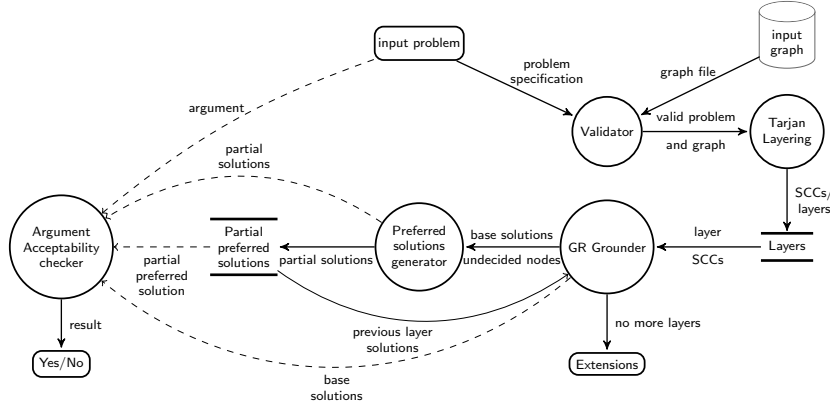 input problem
input
graph
problem
specification
graph file
argument
Validator
valid problem
and graph
Tarjan
Layering
partial
solutions
SCCs/
layers
Argument
Acceptability
checker
Partial
preferred
solutions
partial
preferred
solution
Preferred
solutions
generator
partial solutions
base solutions
undecided nodes
GR Grounder
layer
SCCs
Layers
result
previous layer
solutions
no more layers
Yes/No
base
solutions
Extensions